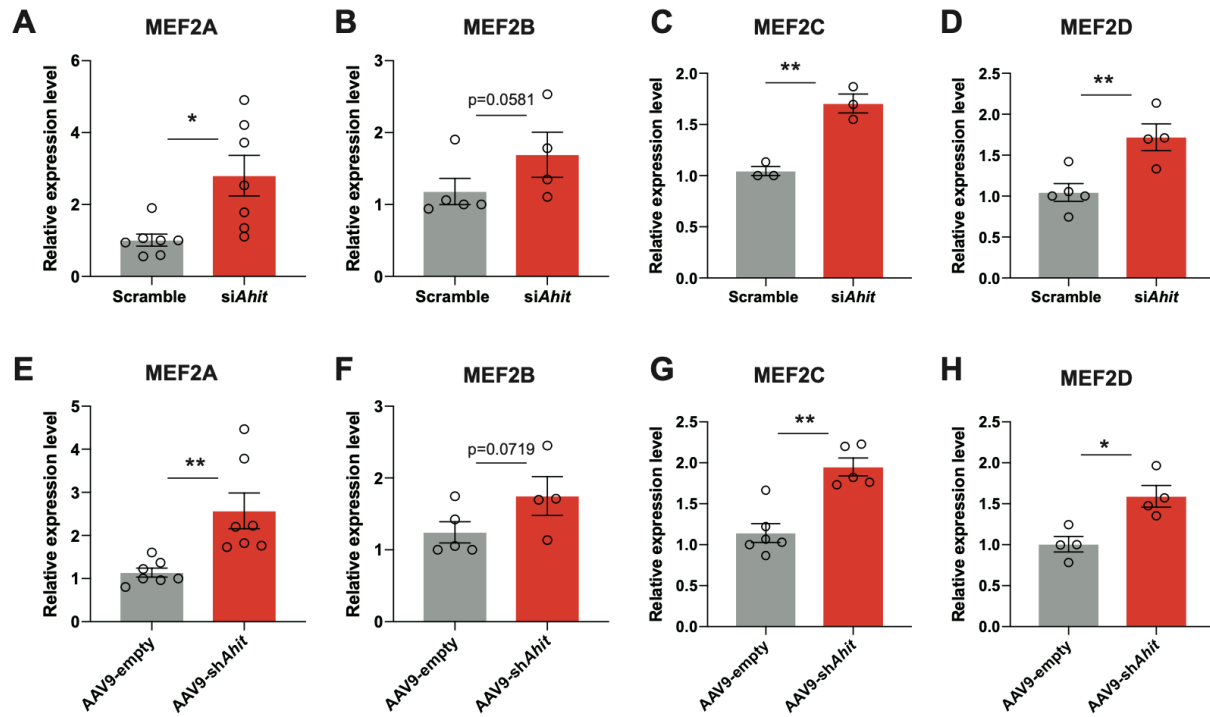 A
MEF2A
Relative expression level
6
4
2
0
*
Scramble
siAhit
B
MEF2B
Relative expression level
3
2
1
0
p=0.0581
Scramble
siAhit
C
MEF2C
Relative expression level
2.0
1.5
1.0
0.5
0.0
**
Scramble
siAhit
D
MEF2D
Relative expression level
2.5
2.0
1.5
1.0
0.5
0.0
**
Scramble
siAhit
E
MEF2A
Relative expression level
5
4
3
2
1
0
**
AAV9-empty
AAV9-shAhit
F
MEF2B
Relative expression level
3
2
1
0
p=0.0719
AAV9-empty
AAV9-shAhit
G
MEF2C
Relative expression level
2.5
2.0
1.5
1.0
0.5
0.0
**
AAV9-empty
AAV9-shAhit
H
MEF2D
Relative expression level
2.5
2.0
1.5
1.0
0.5
0.0
*
AAV9-empty
AAV9-shAhit